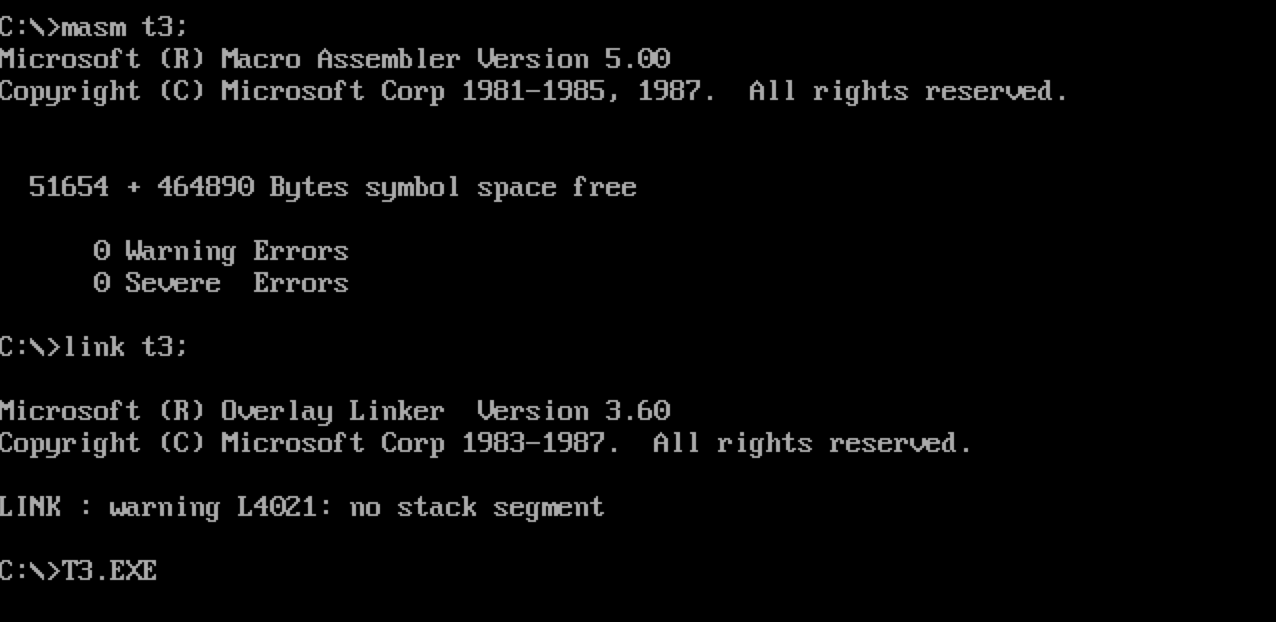 C:\>masm t3;
Microsoft (R) Macro Assembler Version 5.00
Copyright (C) Microsoft Corp 1981-1985, 1987.  All rights reserved.
51654 + 464890 Bytes symbol space free
0 Warning Errors
0 Severe  Errors
C:\>link t3;
Microsoft (R) Overlay Linker  Version 3.60
Copyright (C) Microsoft Corp 1983-1987.  All rights reserved.
LINK : warning L4021: no stack segment
C:\>T3.EXE